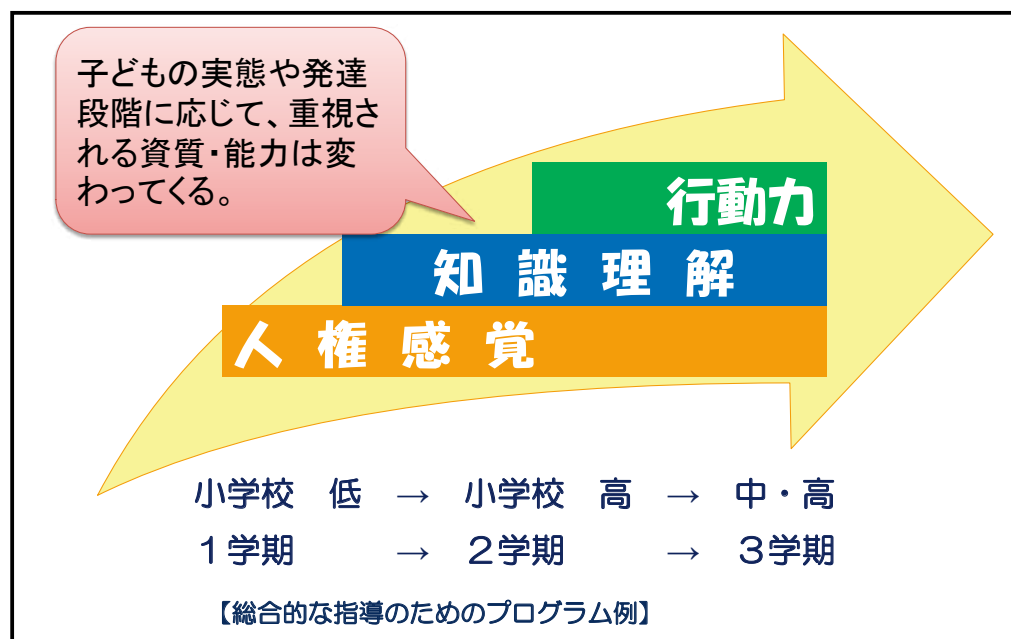 子どもの実態や発達
段階に応じて、重視さ
れる資質・能力は変
わってくる。
行動力
知識理解
人権感覚
小学校　低　→　小学校　高　→　中・高
１学期　→　２学期　→　３学期
【総合的な指導のためのプログラム例】